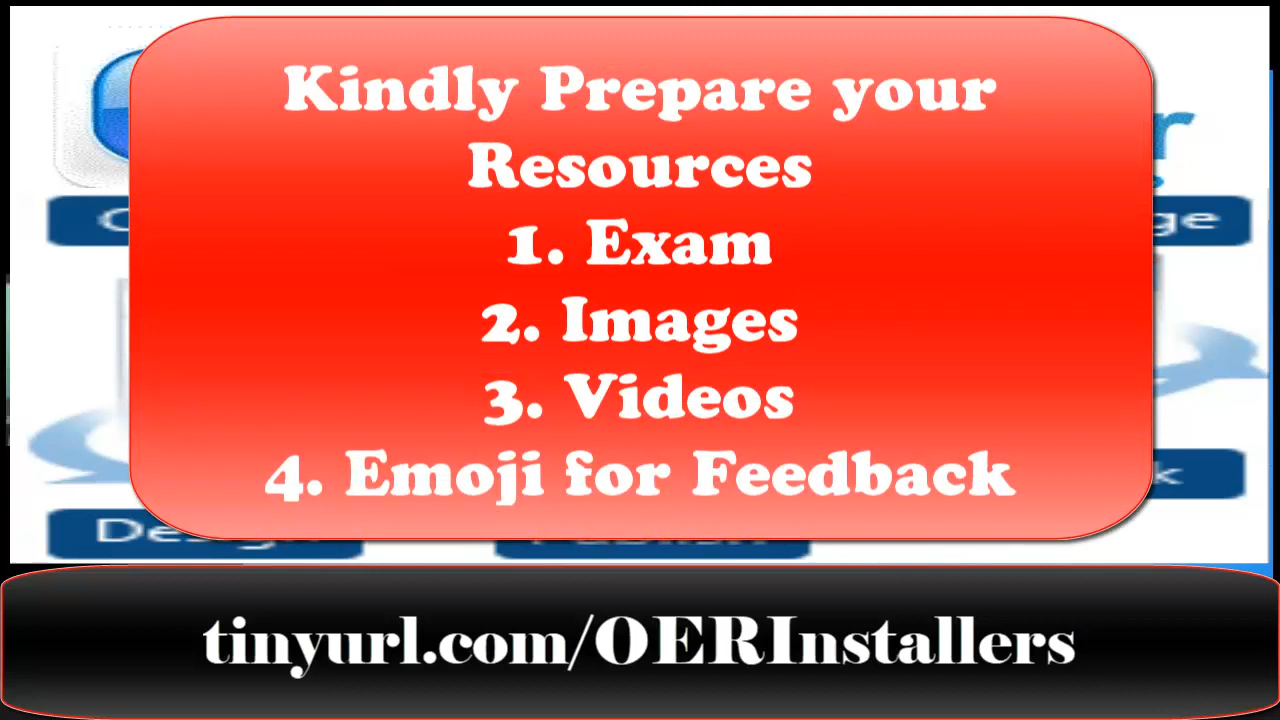 Kindly Prepare your
Resources
1. Exam
2. Images
3. Videos
4. Emoji for Feedback
tinyurl.com/OERInstallers